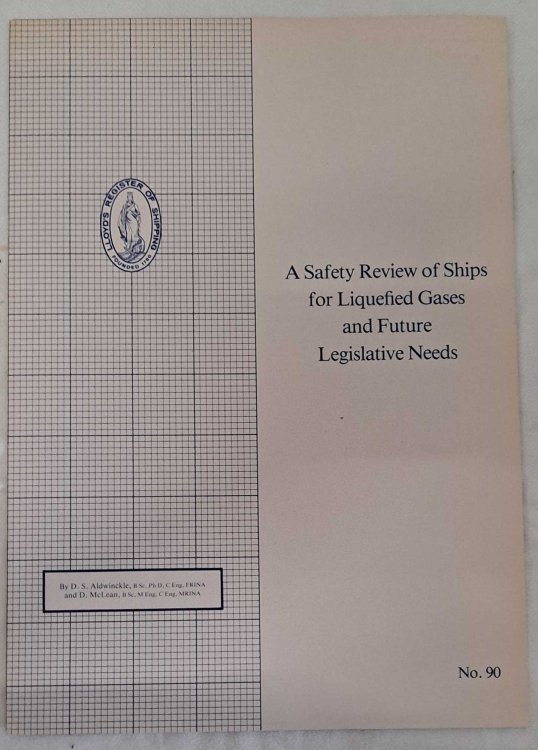 LLOYD'S REGISTER OF SHIPPING
FOUNDED 1760
A Safety Review of Ships
for Liquefied Gases
and Future
Legislative Needs
By D. S. Aldwinckle, B Sc, Ph D, C Eng, FRINA
and D. McLean, B Sc, M Eng, C Eng, MRINA
No. 90